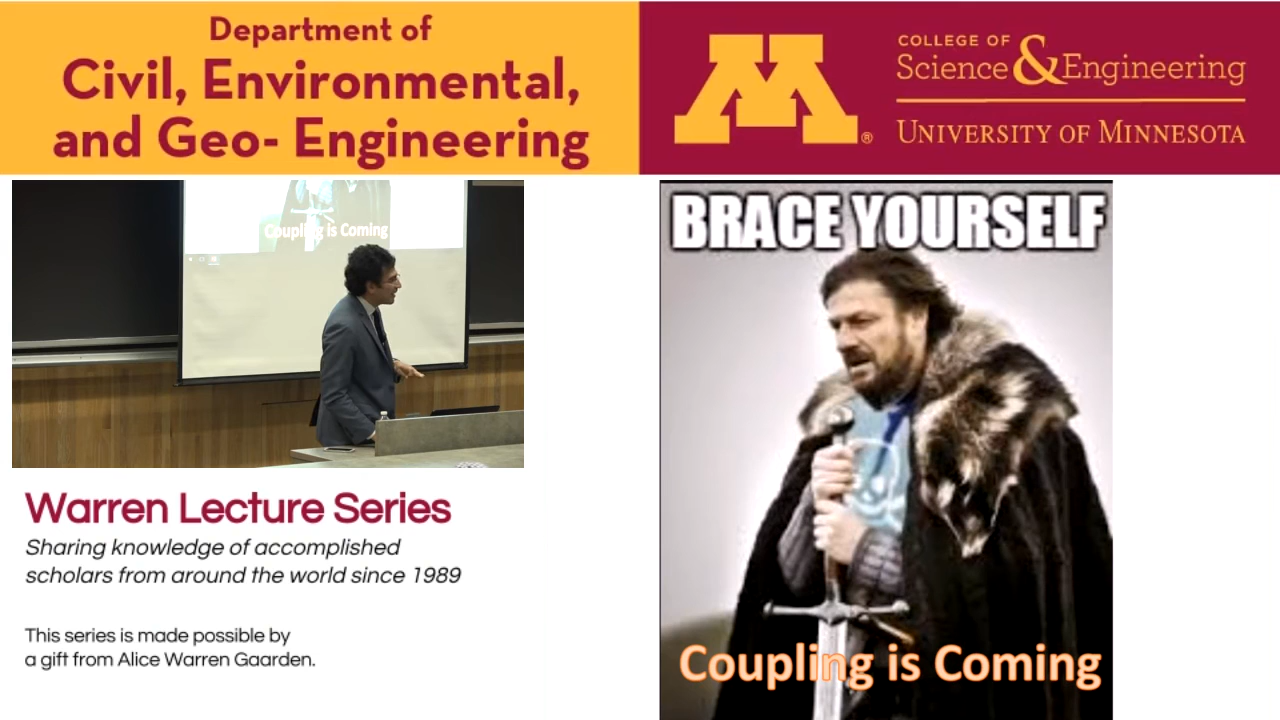 Department of
Civil, Environmental,
and Geo- Engineering
M®
COLLEGE OF
Science & Engineering
UNIVERSITY OF MINNESOTA
Coupling is Coming
Warren Lecture Series
Sharing knowledge of accomplished
scholars from around the world since 1989
This series is made possible by
a gift from Alice Warren Gaarden.
BRACE YOURSELF
Coupling is Coming